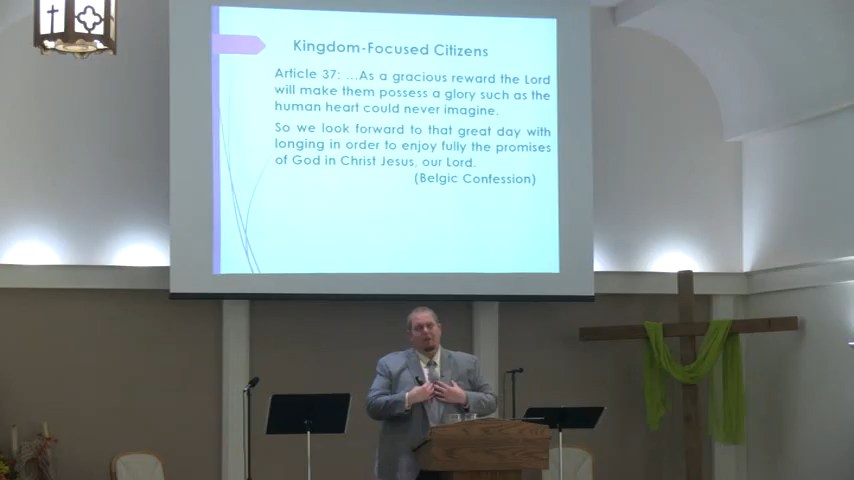 Kingdom-Focused Citizens
Article 37: ...As a gracious reward the Lord
will make them possess a glory such as the
human heart could never imagine.
So we look forward to that great day with
longing in order to enjoy fully the promises
of God in Christ Jesus, our Lord.
(Belgic Confession)